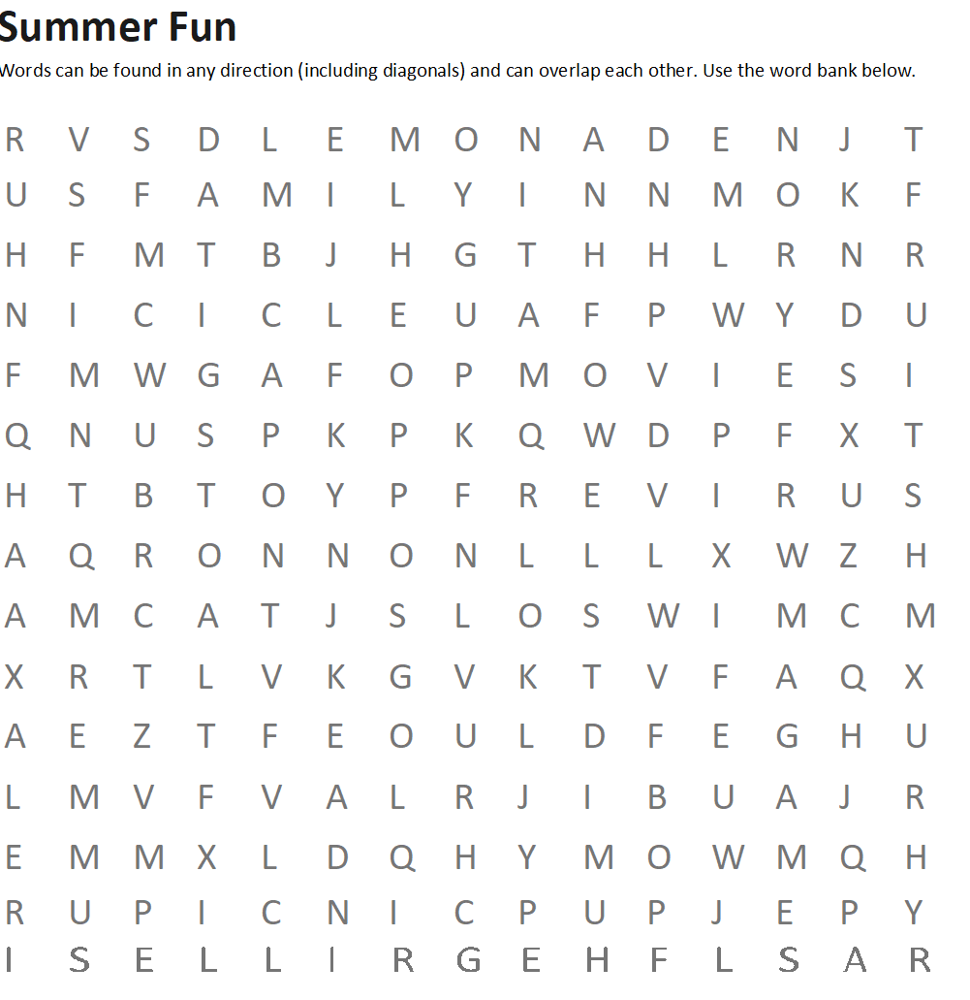 Summer Fun
Words can be found in any direction (including diagonals) and can overlap each other. Use the word bank below.
R V S D L E M O N A D E N J T
U S F A M I L Y I N N M O K F
H F M T B J H G T H H L R N R
N I C I C L E U A F P W Y D U
F M W G A F O P M O V I E S I
Q N U S P K P K Q W D P F X T
H T B T O Y P F R E V I R U S
A Q R O N N O N L L L X W Z H
A M C A T J S L O S W I M C M
X R T L V K G V K T V F A Q X
A E Z T F E O U L D F E G H U
L M V F V A L R J I B U A J R
E M M X L D Q H Y M O W M Q H
R U P I C N I C P U P J E P Y
I S E L L I R G E H F L S A R